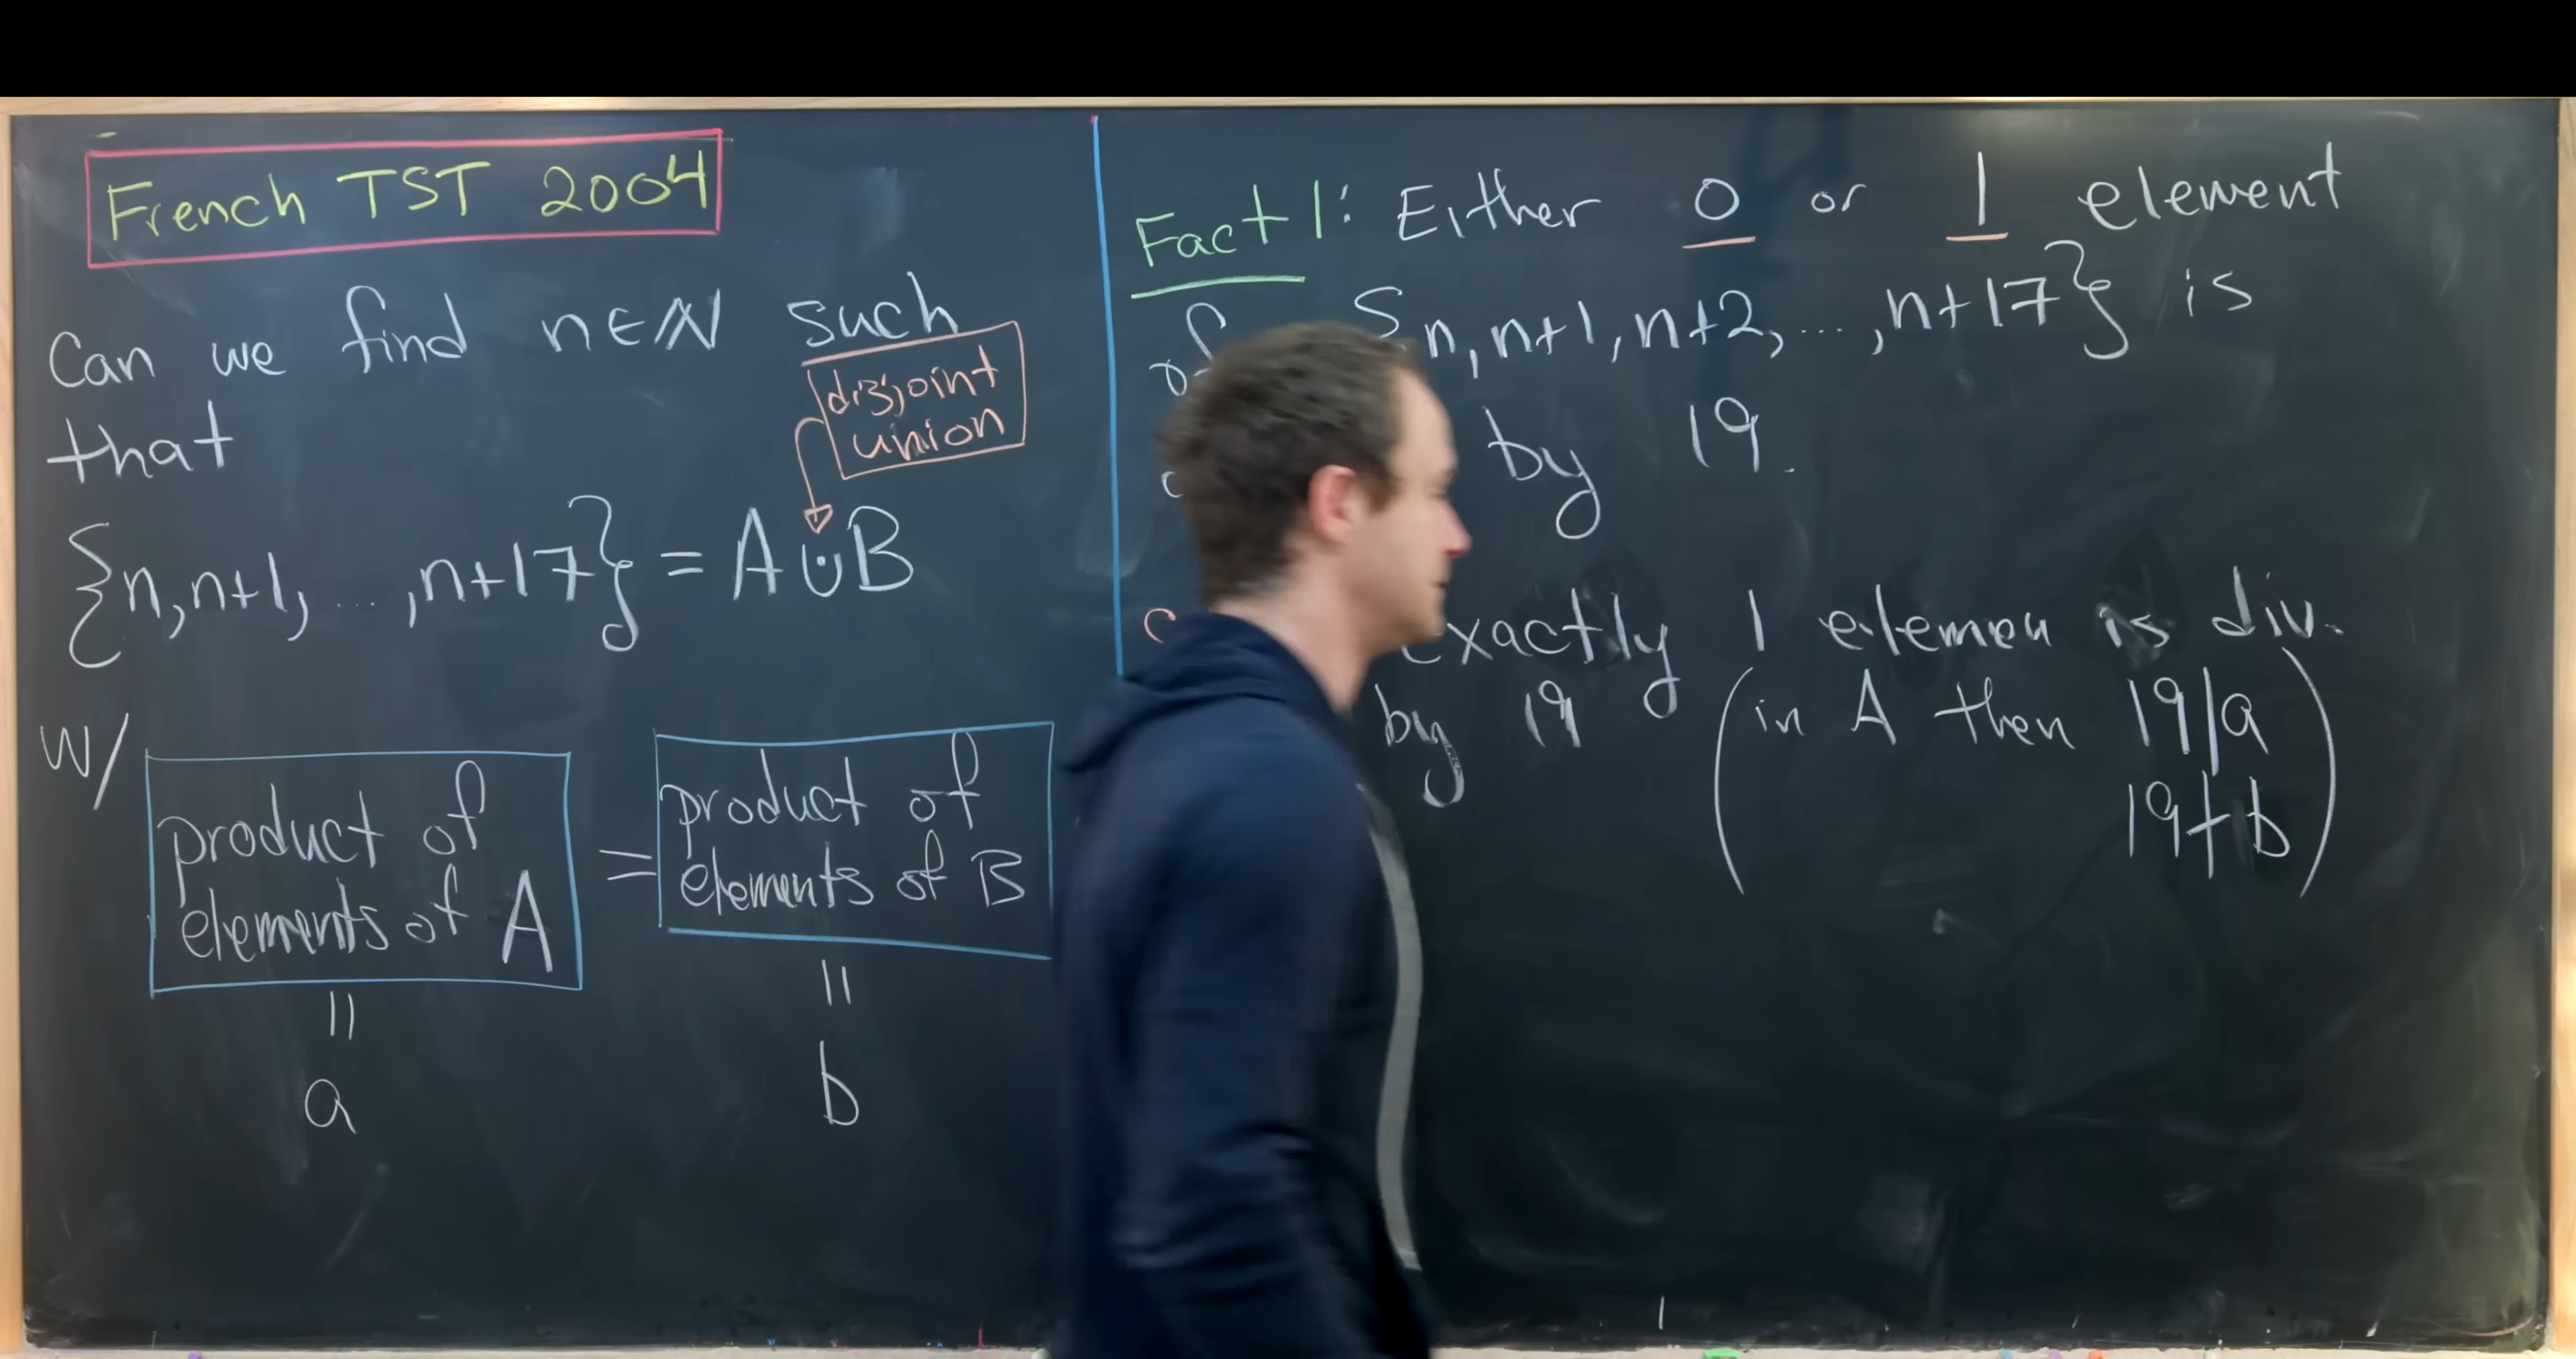 French TST 2004
Can we find n∈ℕ such
that
disjoint
union
{n,n+1, ... ,n+17} = A ⊍ B
w/
product of
elements of A
=
product of
elements of B
=
a
=
b
Fact 1: Either 0 or 1 element
{n,n+1,n+2,...,n+17} is
by 19.
exactly 1 elemen is div.
by 19 (in A then 19|a
19∤b)